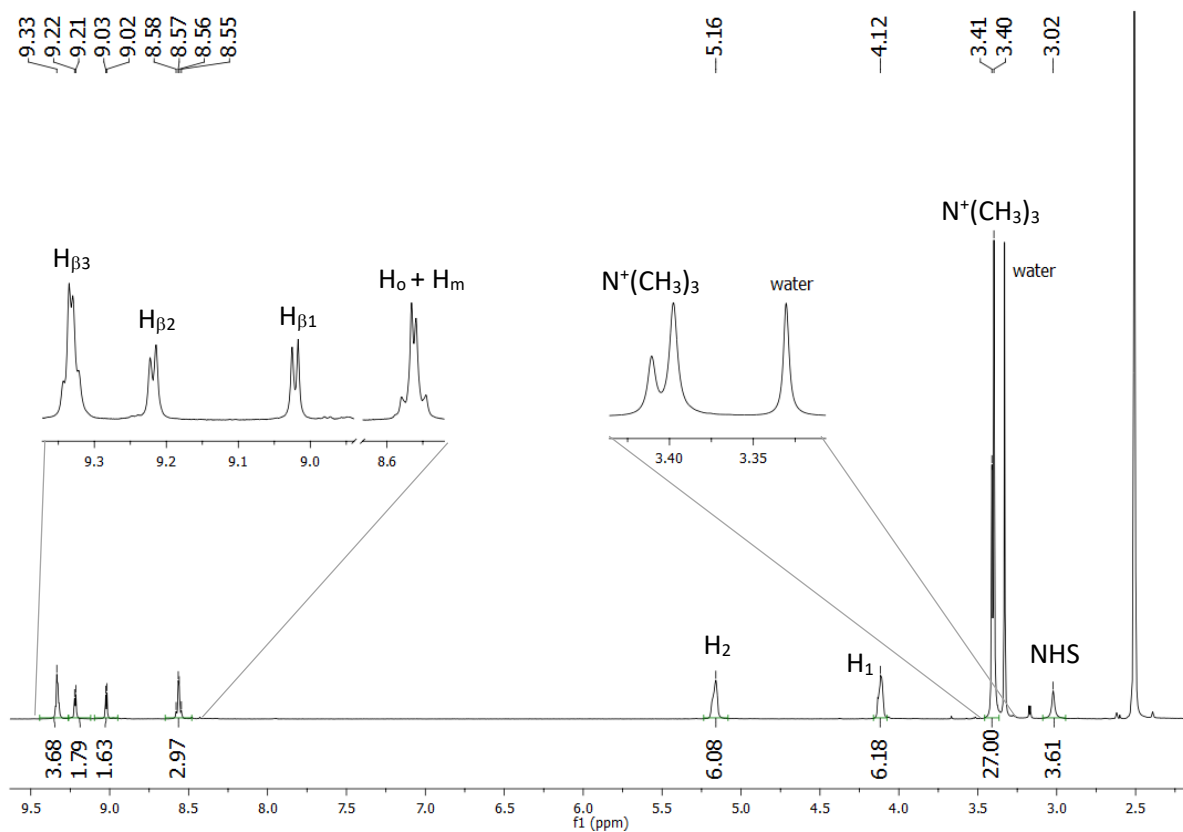 9.33
9.22
9.21
9.03
9.02
8.58
8.57
8.56
8.55
5.16
4.12
3.41
3.40
3.02
N⁺(CH₃)₃
water
Hβ3
Hβ2
Hβ1
Hₒ + Hₘ
N⁺(CH₃)₃
water
9.3 9.2 9.1 9.0 8.6
3.40 3.35
H₂
H₁
NHS
3.68
1.79
1.63
2.97
6.08
6.18
27.00
3.61
9.5 9.0 8.5 8.0 7.5 7.0 6.5 6.0 5.5 5.0 4.5 4.0 3.5 3.0 2.5
f1 (ppm)